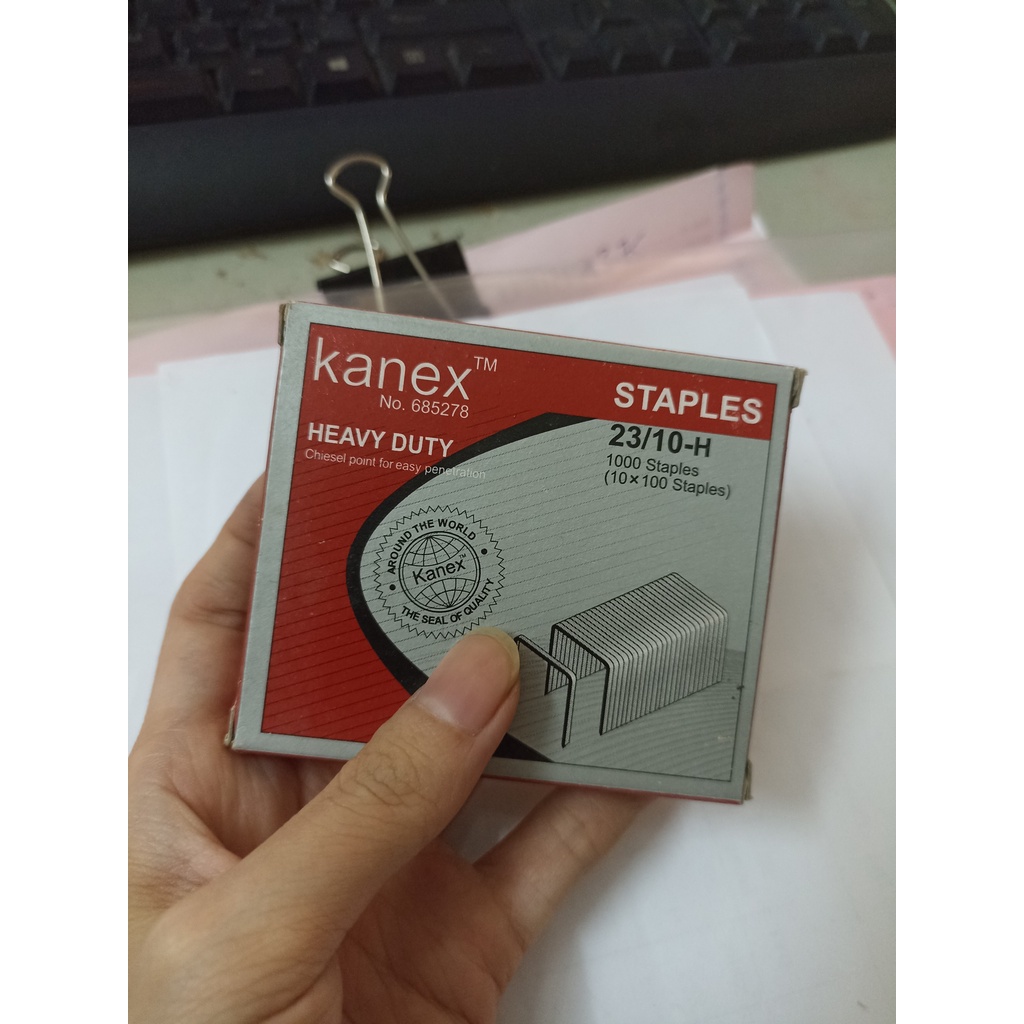 kanex™
No. 685278
STAPLES
HEAVY DUTY
Chiesel point for easy penetration
23/10-H
1000 Staples
(10×100 Staples)
AROUND THE WORLD
Kanex™
THE SEAL OF QUALITY